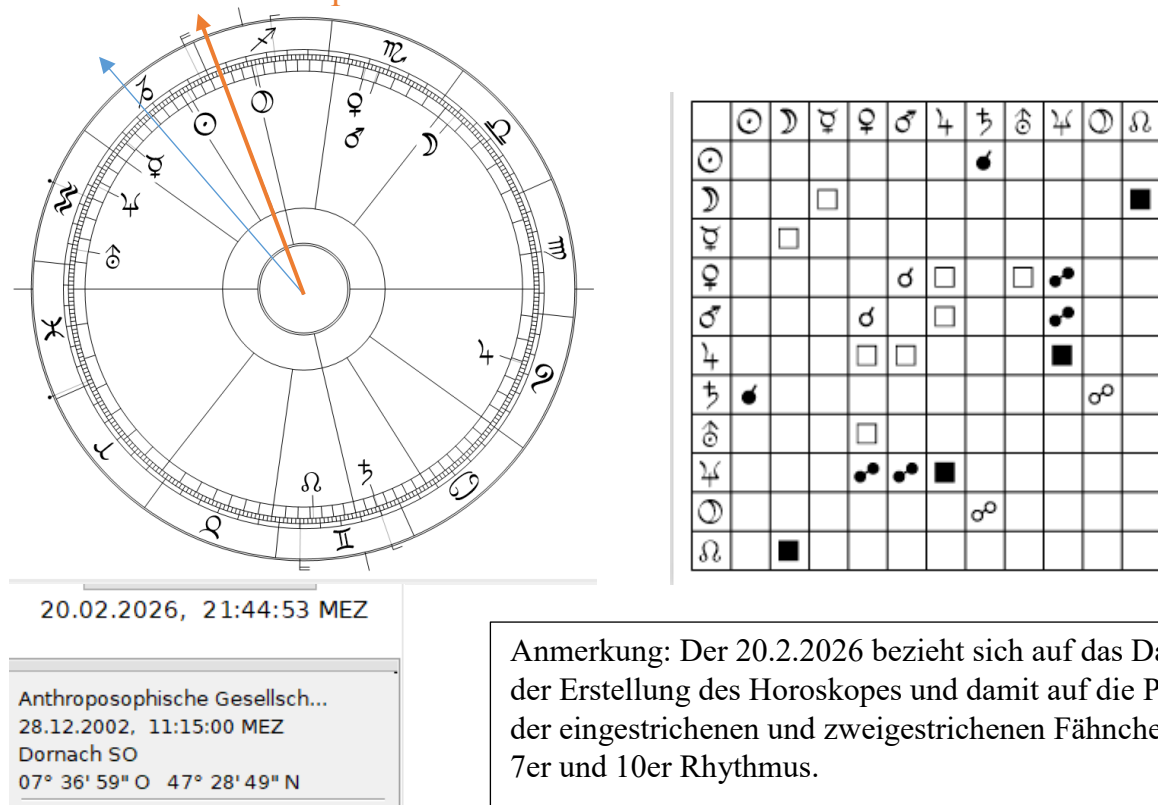 20.02.2026, 21:44:53 MEZ
Anthroposophische Gesellsch...
28.12.2002, 11:15:00 MEZ
Dornach SO
07° 36' 59" O 47° 28' 49" N
Anmerkung: Der 20.2.2026 bezieht sich auf das
der Erstellung des Horoskopes und damit auf die
der eingestrichenen und zweigestrichenen
7er und 10er Rhythmus.